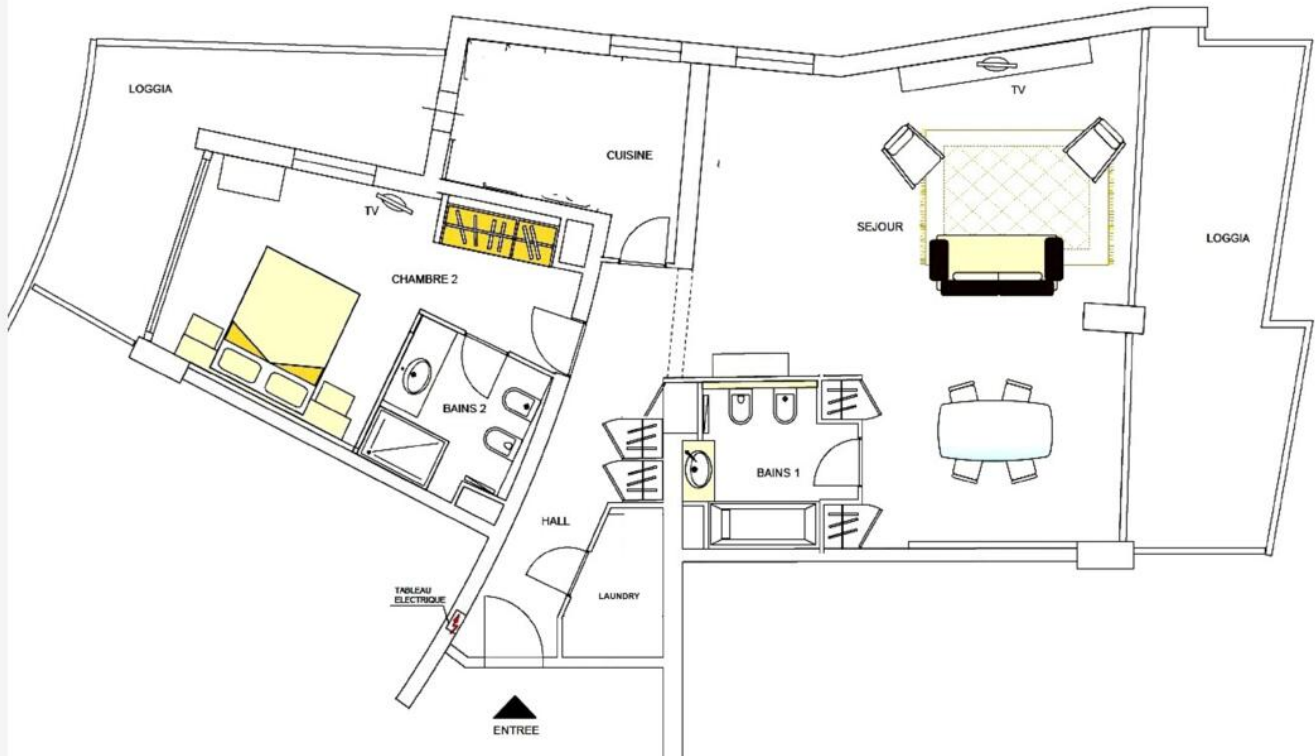 LOGGIA
CUISINE
TV
SEJOUR
LOGGIA
TV
CHAMBRE 2
BAINS 2
BAINS 1
HALL
LAUNDRY
TABLEAU
ELECTRIQUE
ENTREE